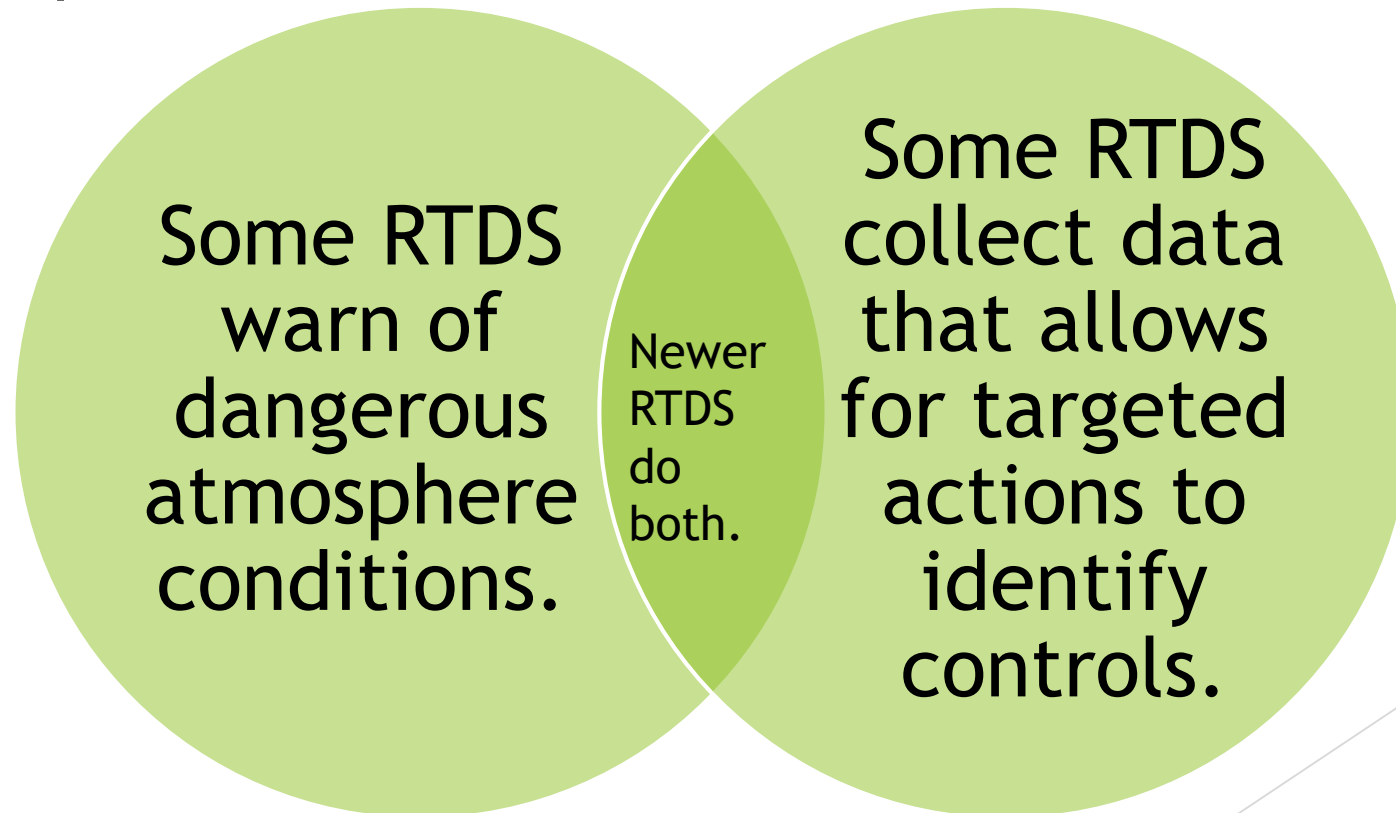 Some RTDS
warn of
dangerous
atmosphere
conditions.
Newer
RTDS
do
both.
Some RTDS
collect data
that allows
for targeted
actions to
identify
controls.